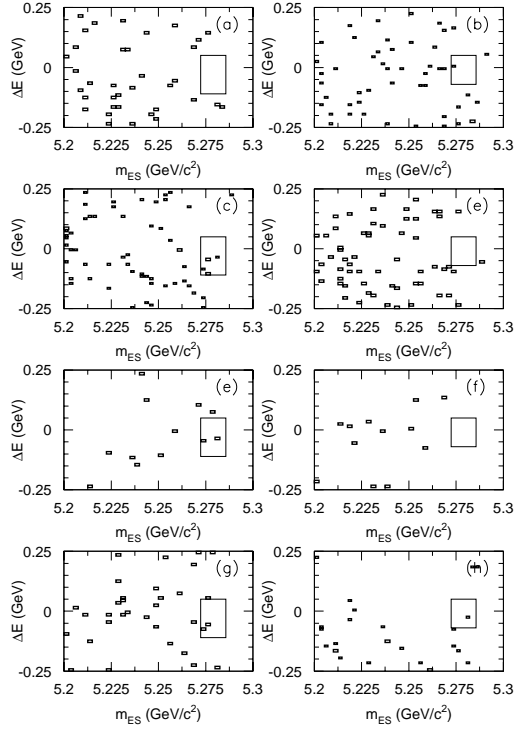 0.25 (a) 0.25 (b)
ΔE (GeV) 0 ΔE (GeV) 0
-0.25 -0.25
5.2 5.225 5.25 5.275 5.3 5.2 5.225 5.25 5.275 5.3
m_ES (GeV/c²) m_ES (GeV/c²)
0.25 (c) 0.25 (e)
ΔE (GeV) 0 ΔE (GeV) 0
-0.25 -0.25
5.2 5.225 5.25 5.275 5.3 5.2 5.225 5.25 5.275 5.3
m_ES (GeV/c²) m_ES (GeV/c²)
0.25 (e) 0.25 (f)
ΔE (GeV) 0 ΔE (GeV) 0
-0.25 -0.25
5.2 5.225 5.25 5.275 5.3 5.2 5.225 5.25 5.275 5.3
m_ES (GeV/c²) m_ES (GeV/c²)
0.25 (g) 0.25 (h)
ΔE (GeV) 0 ΔE (GeV) 0
-0.25 -0.25
5.2 5.225 5.25 5.275 5.3 5.2 5.225 5.25 5.275 5.3
m_ES (GeV/c²) m_ES (GeV/c²)